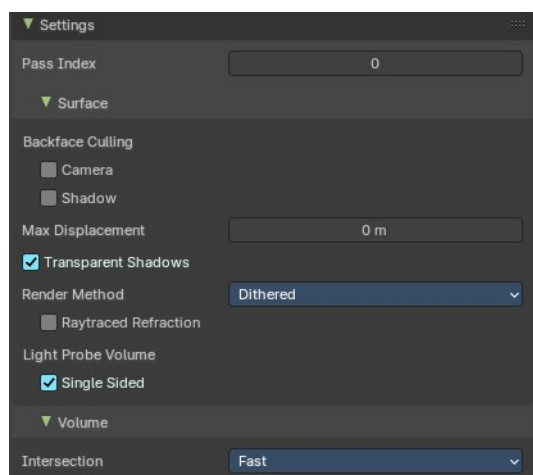 Settings
Pass Index 0
Surface
Backface Culling
Camera
Shadow
Max Displacement 0 m
Transparent Shadows
Render Method Dithered
Raytraced Refraction
Light Probe Volume
Single Sided
Volume
Intersection Fast